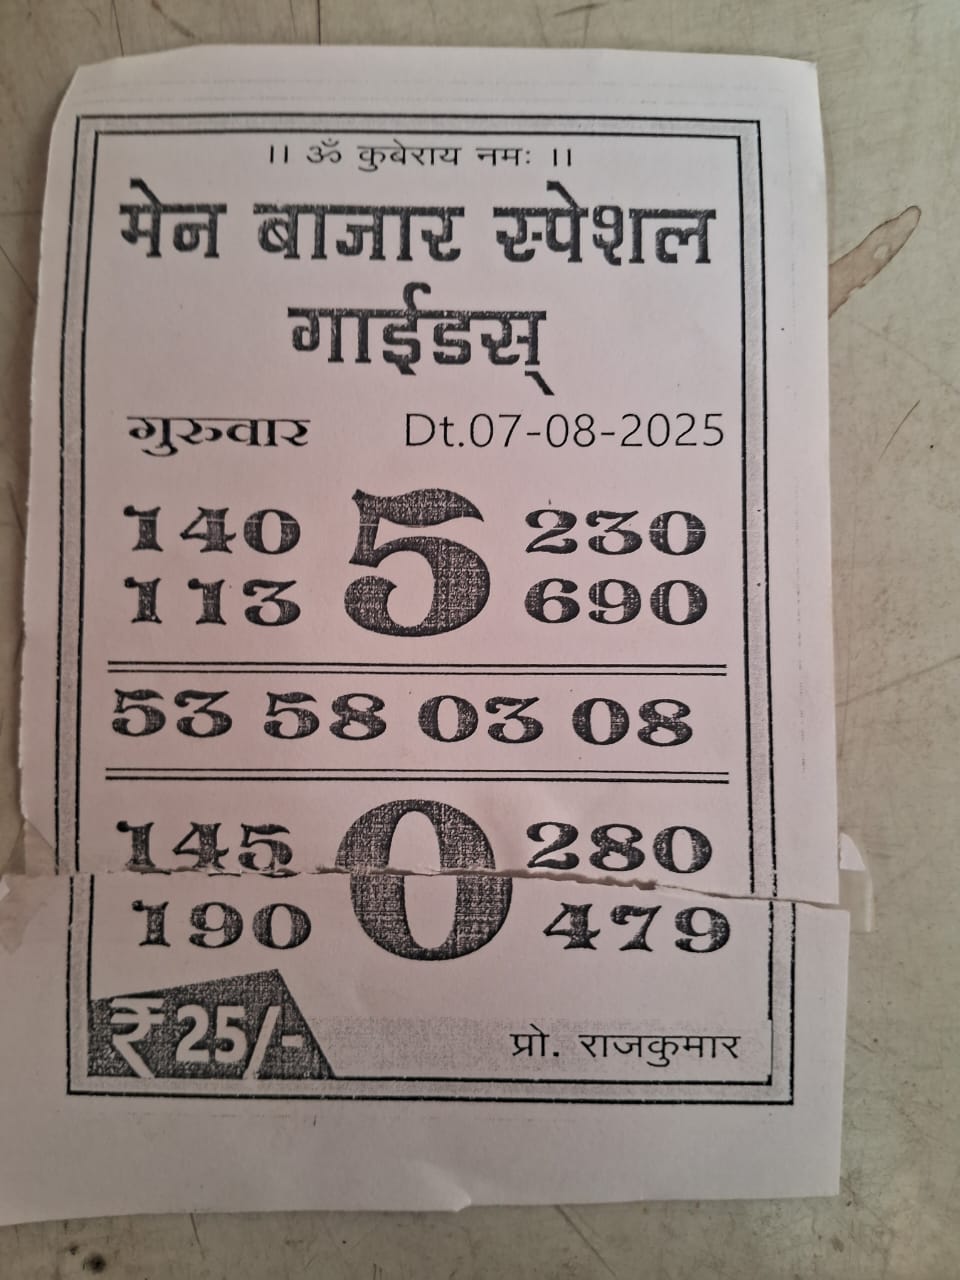 ।। ॐ कुबेराय नमः ।।
मेन बाजार स्पेशल
गाईडस्
गुरुवार Dt.07-08-2025
140 5 230
113 690
53 58 03 08
145 0 280
190 479
₹ 25/-
प्रो. राजकुमार